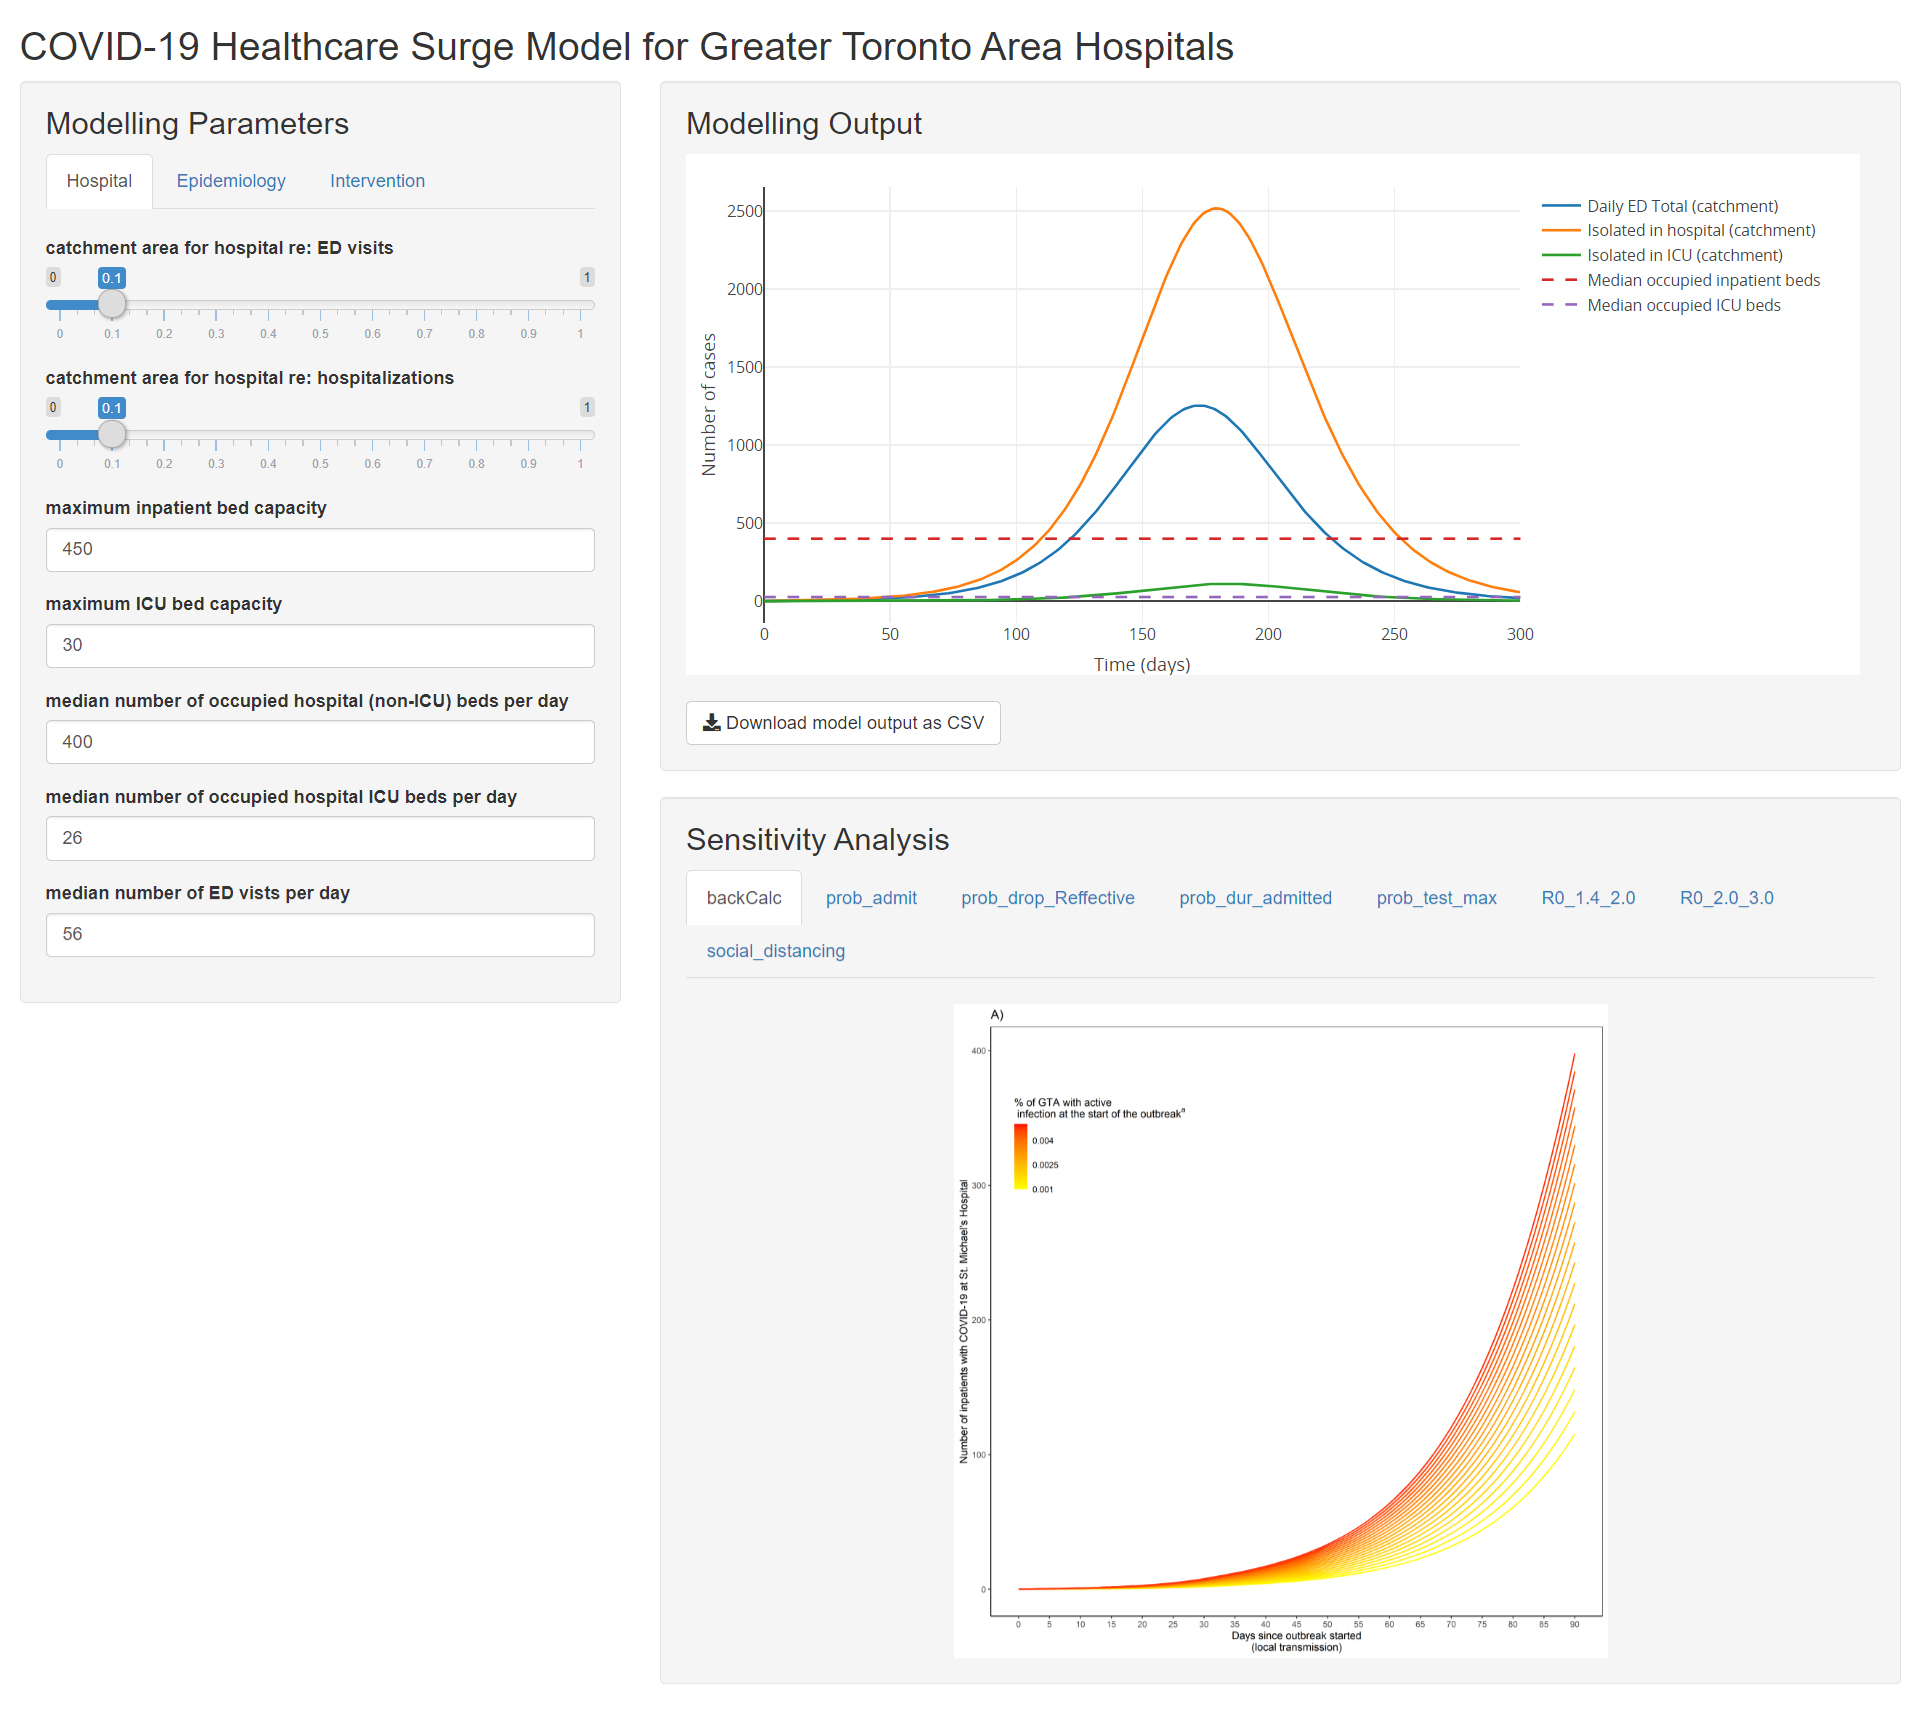 COVID-19 Healthcare Surge Model for Greater Toronto Area Hospitals
Modelling Parameters
Hospital Epidemiology Intervention
catchment area for hospital re: ED visits
0 0.1 1
0 0.1 0.2 0.3 0.4 0.5 0.6 0.7 0.8 0.9 1
catchment area for hospital re: hospitalizations
0 0.1 1
0 0.1 0.2 0.3 0.4 0.5 0.6 0.7 0.8 0.9 1
maximum inpatient bed capacity
450
maximum ICU bed capacity
30
median number of occupied hospital (non-ICU) beds per day
400
median number of occupied hospital ICU beds per day
26
median number of ED vists per day
56
Modelling Output
Number of cases
2500
2000
1500
1000
500
0
0 50 100 150 200 250 300
Time (days)
Daily ED Total (catchment)
Isolated in hospital (catchment)
Isolated in ICU (catchment)
Median occupied inpatient beds
Median occupied ICU beds
Download model output as CSV
Sensitivity Analysis
backCalc prob_admit prob_drop_Reffective prob_dur_admitted prob_test_max R0_1.4_2.0 R0_2.0_3.0
social_distancing
A)
Number of inpatients with COVID-19 at St. Michael's Hospital
400
300
200
100
0
% of GTA with active
infection at the start of the outbreakª
0.004
0.0025
0.001
0 5 10 15 20 25 30 35 40 45 50 55 60 65 70 75 80 85 90
Days since outbreak started
(local transmission)